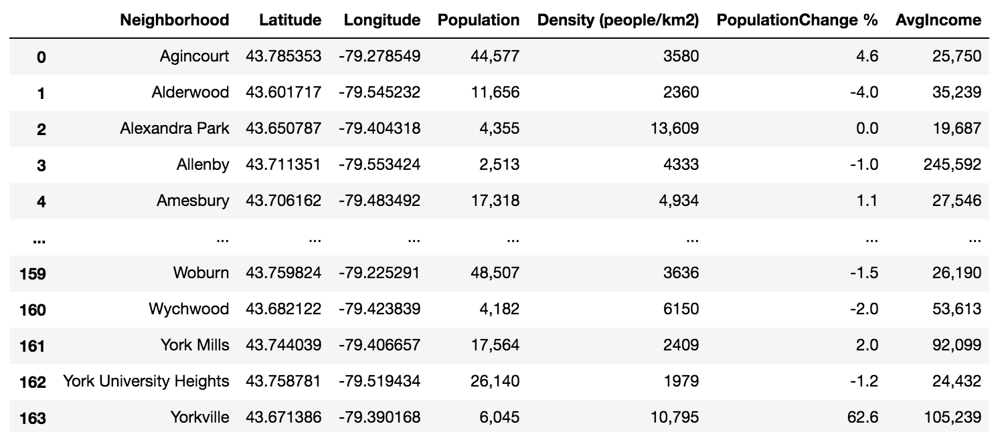 Neighborhood Latitude Longitude Population Density (people/km2) PopulationChange % AvgIncome
0 Agincourt 43.785353 -79.278549 44,577 3580 4.6 25,750
1 Alderwood 43.601717 -79.545232 11,656 2360 -4.0 35,239
2 Alexandra Park 43.650787 -79.404318 4,355 13,609 0.0 19,687
3 Allenby 43.711351 -79.553424 2,513 4333 -1.0 245,592
4 Amesbury 43.706162 -79.483492 17,318 4,934 1.1 27,546
... ... ... ... ... ... ... ...
159 Woburn 43.759824 -79.225291 48,507 3636 -1.5 26,190
160 Wychwood 43.682122 -79.423839 4,182 6150 -2.0 53,613
161 York Mills 43.744039 -79.406657 17,564 2409 2.0 92,099
162 York University Heights 43.758781 -79.519434 26,140 1979 -1.2 24,432
163 Yorkville 43.671386 -79.390168 6,045 10,795 62.6 105,239